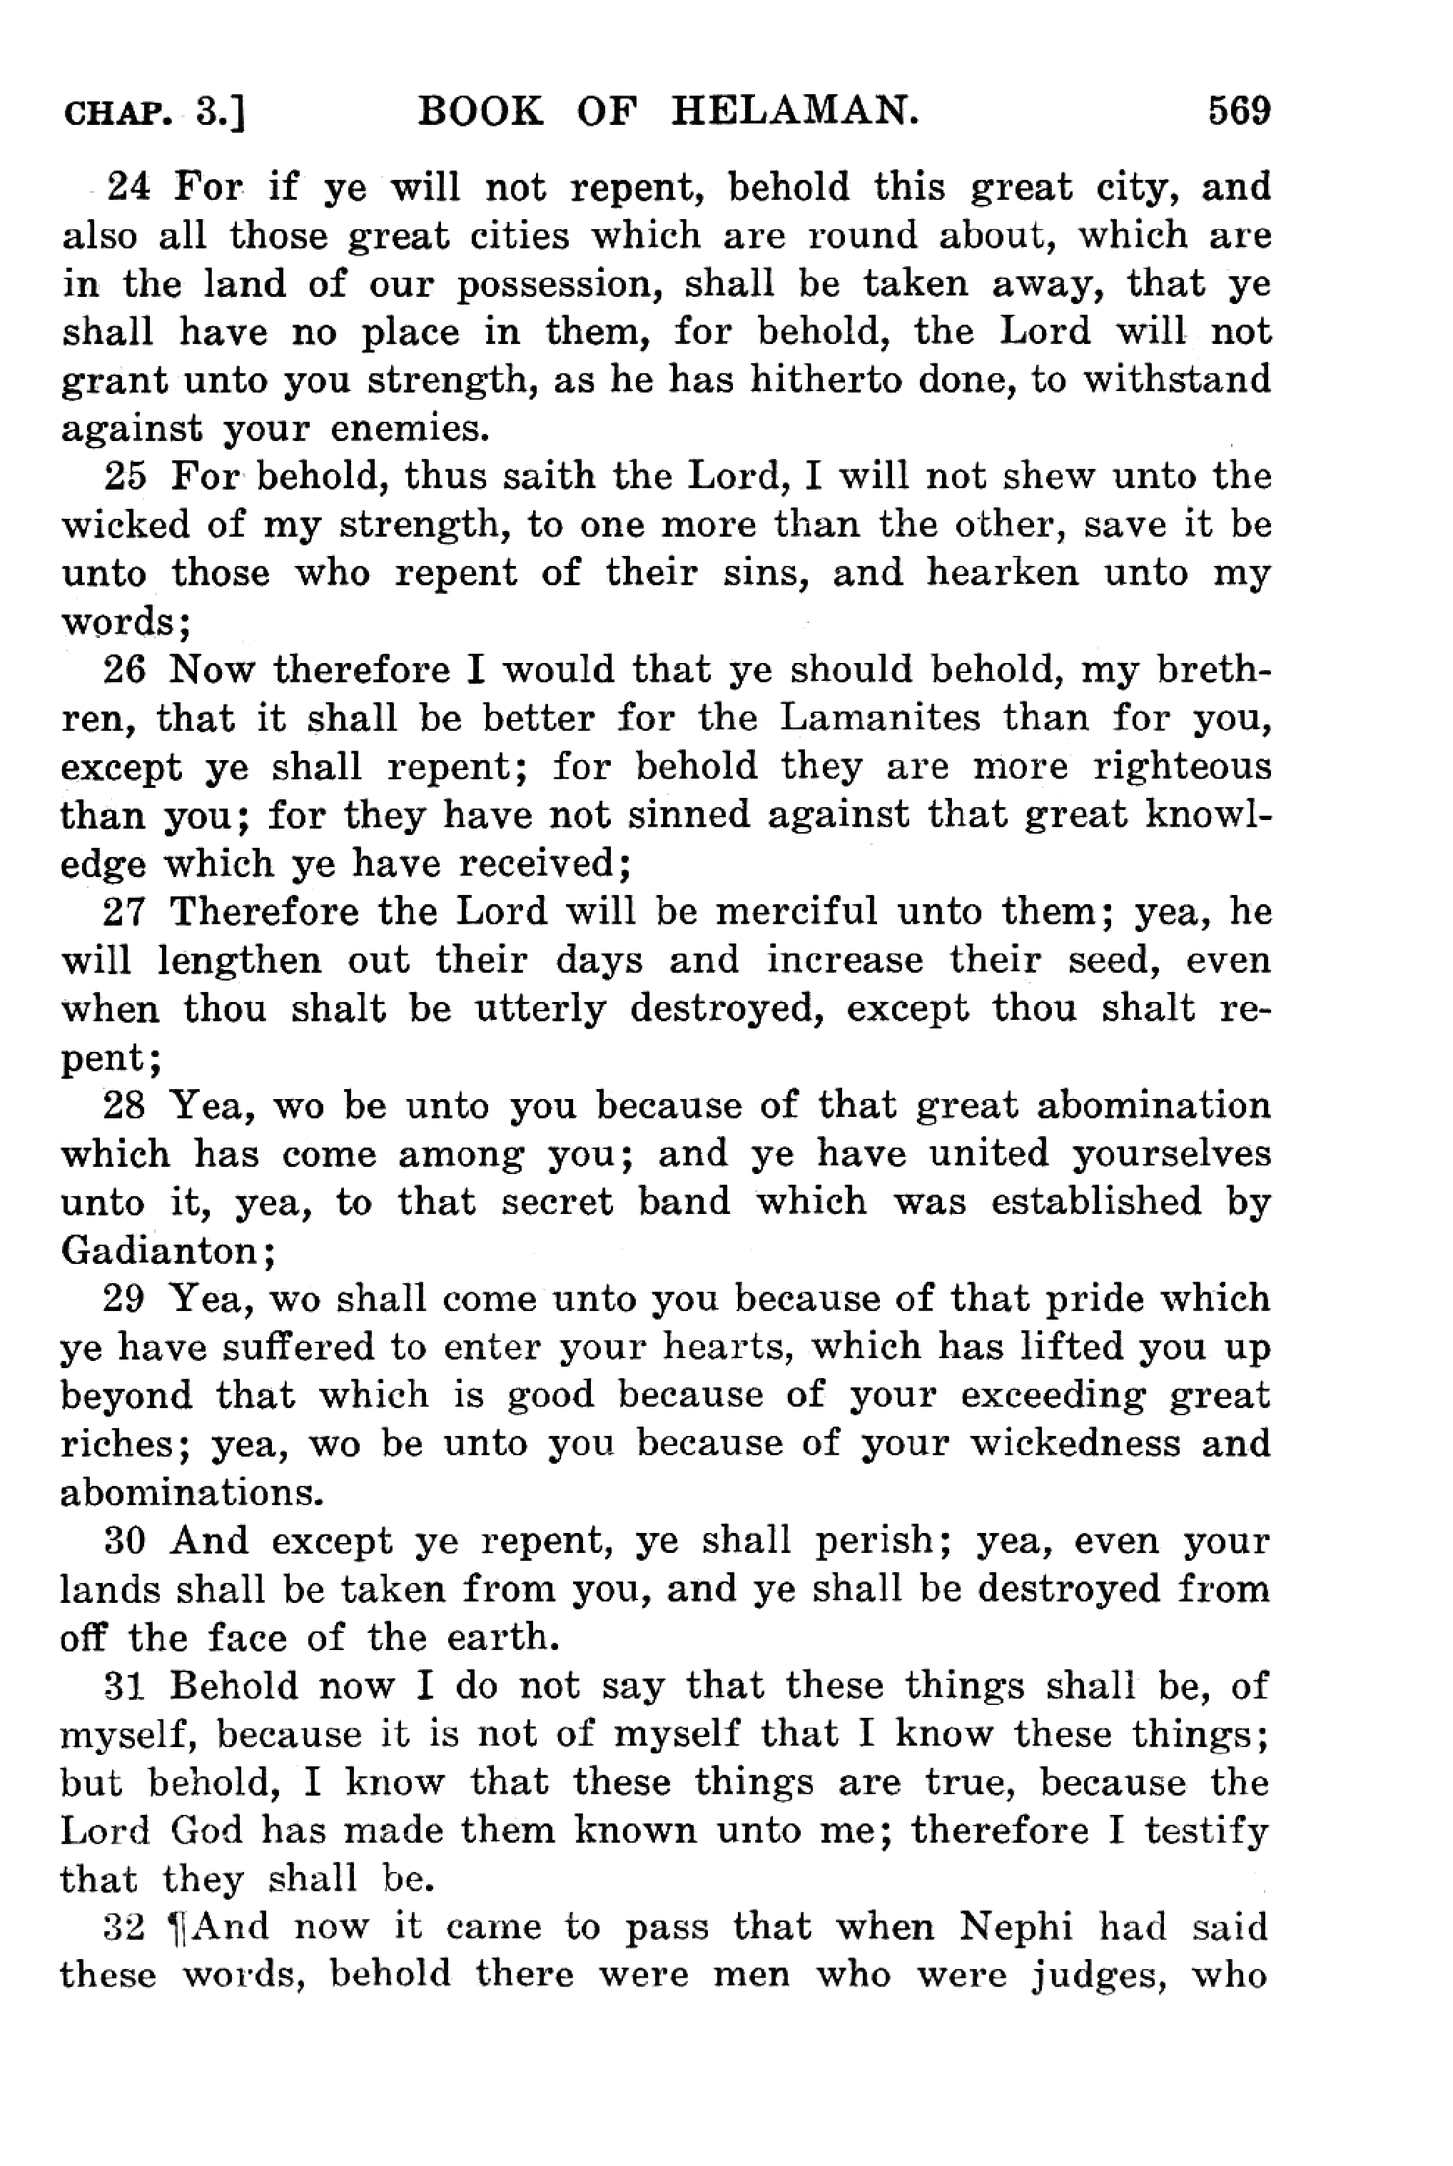 CHAP. 3.] BOOK OF HELAMAN. 569
24 For if ye will not repent, behold this great city, and
also all those great cities which are round about, which are
in the land of our possession, shall be taken away, that ye
shall have no place in them, for behold, the Lord will not
grant unto you strength, as he has hitherto done, to withstand
against your enemies.
25 For behold, thus saith the Lord, I will not shew unto the
wicked of my strength, to one more than the other, save it be
unto those who repent of their sins, and hearken unto my
words;
26 Now therefore I would that ye should behold, my breth-
ren, that it shall be better for the Lamanites than for you,
except ye shall repent; for behold they are more righteous
than you; for they have not sinned against that great knowl-
edge which ye have received;
27 Therefore the Lord will be merciful unto them; yea, he
will lengthen out their days and increase their seed, even
when thou shalt be utterly destroyed, except thou shalt re-
pent;
28 Yea, wo be unto you because of that great abomination
which has come among you; and ye have united yourselves
unto it, yea, to that secret band which was established by
Gadianton;
29 Yea, wo shall come unto you because of that pride which
ye have suffered to enter your hearts, which has lifted you up
beyond that which is good because of your exceeding great
riches; yea, wo be unto you because of your wickedness and
abominations.
30 And except ye repent, ye shall perish; yea, even your
lands shall be taken from you, and ye shall be destroyed from
off the face of the earth.
31 Behold now I do not say that these things shall be, of
myself, because it is not of myself that I know these things;
but behold, I know that these things are true, because the
Lord God has made them known unto me; therefore I testify
that they shall be.
32 ¶And now it came to pass that when Nephi had said
these words, behold there were men who were judges, who